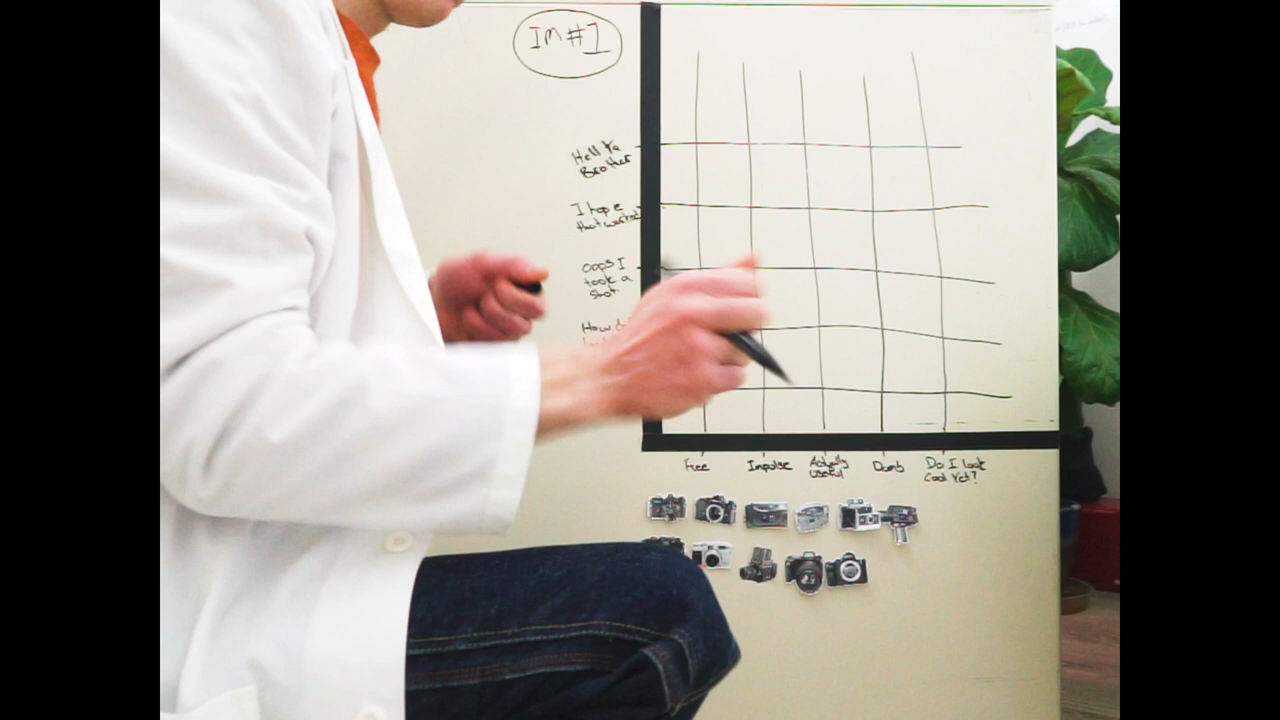 IM #1
Hell Ya
Brother
I hope
that worked
Oops I
took a
shot
How
Free
Impulse
Actually
Useful
Dumb
Do I look
Cool Yet?